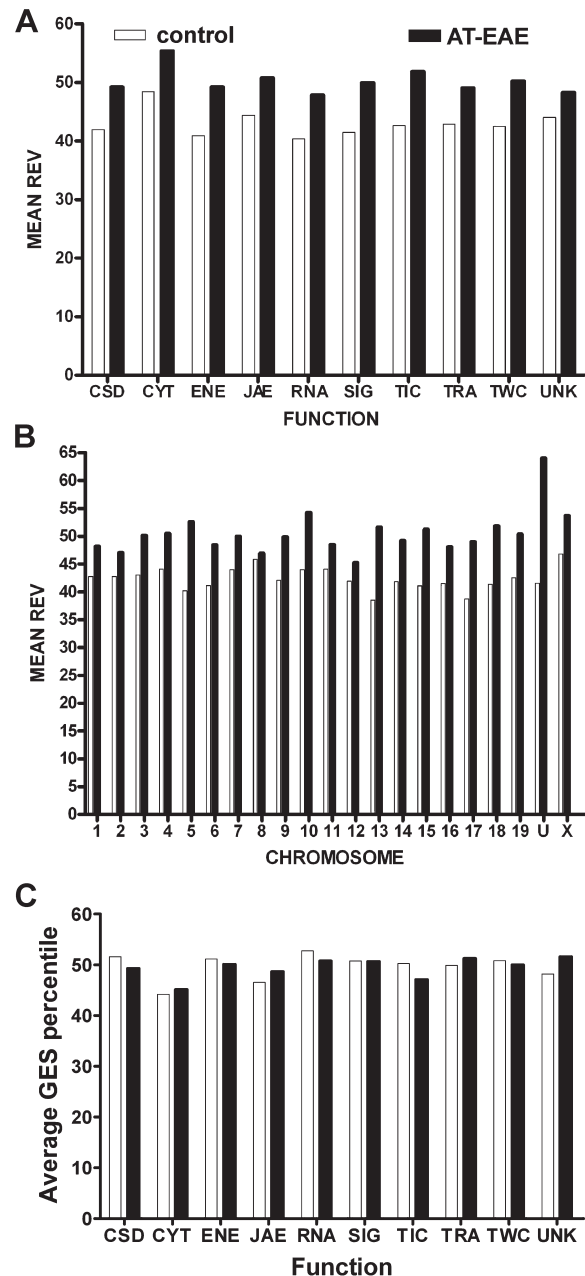 A
control AT-EAE
MEAN REV
60
50
40
30
20
10
0
CSD CYT ENE JAE RNA SIG TIC TRA TWC UNK
FUNCTION
B
MEAN REV
65
60
55
50
45
40
35
30
25
20
15
10
5
0
1 2 3 4 5 6 7 8 9 10 11 12 13 14 15 16 17 18 19 U X
CHROMOSOME
C
Average GES percentile
60
50
40
30
20
10
0
CSD CYT ENE JAE RNA SIG TIC TRA TWC UNK
Function